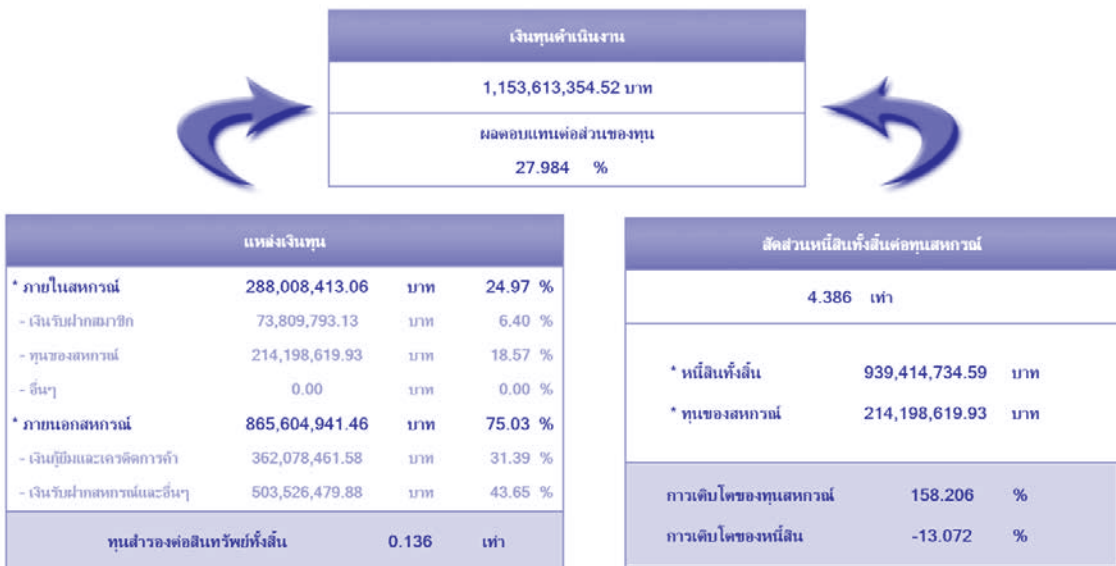 เงินทุนดำเนินงาน
1,153,613,354.52 บาท
ผลตอบแทนต่อส่วนของทุน
27.984 %
แหล่งเงินทุน
* ภายในสหกรณ์ 288,008,413.06 บาท 24.97 %
- เงินรับฝากสมาชิก 73,809,793.13 บาท 6.40 %
- ทุนของสหกรณ์ 214,198,619.93 บาท 18.57 %
- อื่นๆ 0.00 บาท 0.00 %
* ภายนอกสหกรณ์ 865,604,941.46 บาท 75.03 %
- เงินกู้ยืมและเครดิตการค้า 362,078,461.58 บาท 31.39 %
- เงินรับฝากสหกรณ์และอื่นๆ 503,526,479.88 บาท 43.65 %
ทุนสำรองต่อสินทรัพย์ทั้งสิ้น 0.136 เท่า
สัดส่วนหนี้สินทั้งสิ้นต่อทุนสหกรณ์
4.386 เท่า
* หนี้สินทั้งสิ้น 939,414,734.59 บาท
* ทุนของสหกรณ์ 214,198,619.93 บาท
การเติบโตของทุนสหกรณ์ 158.206 %
การเติบโตของหนี้สิน -13.072 %